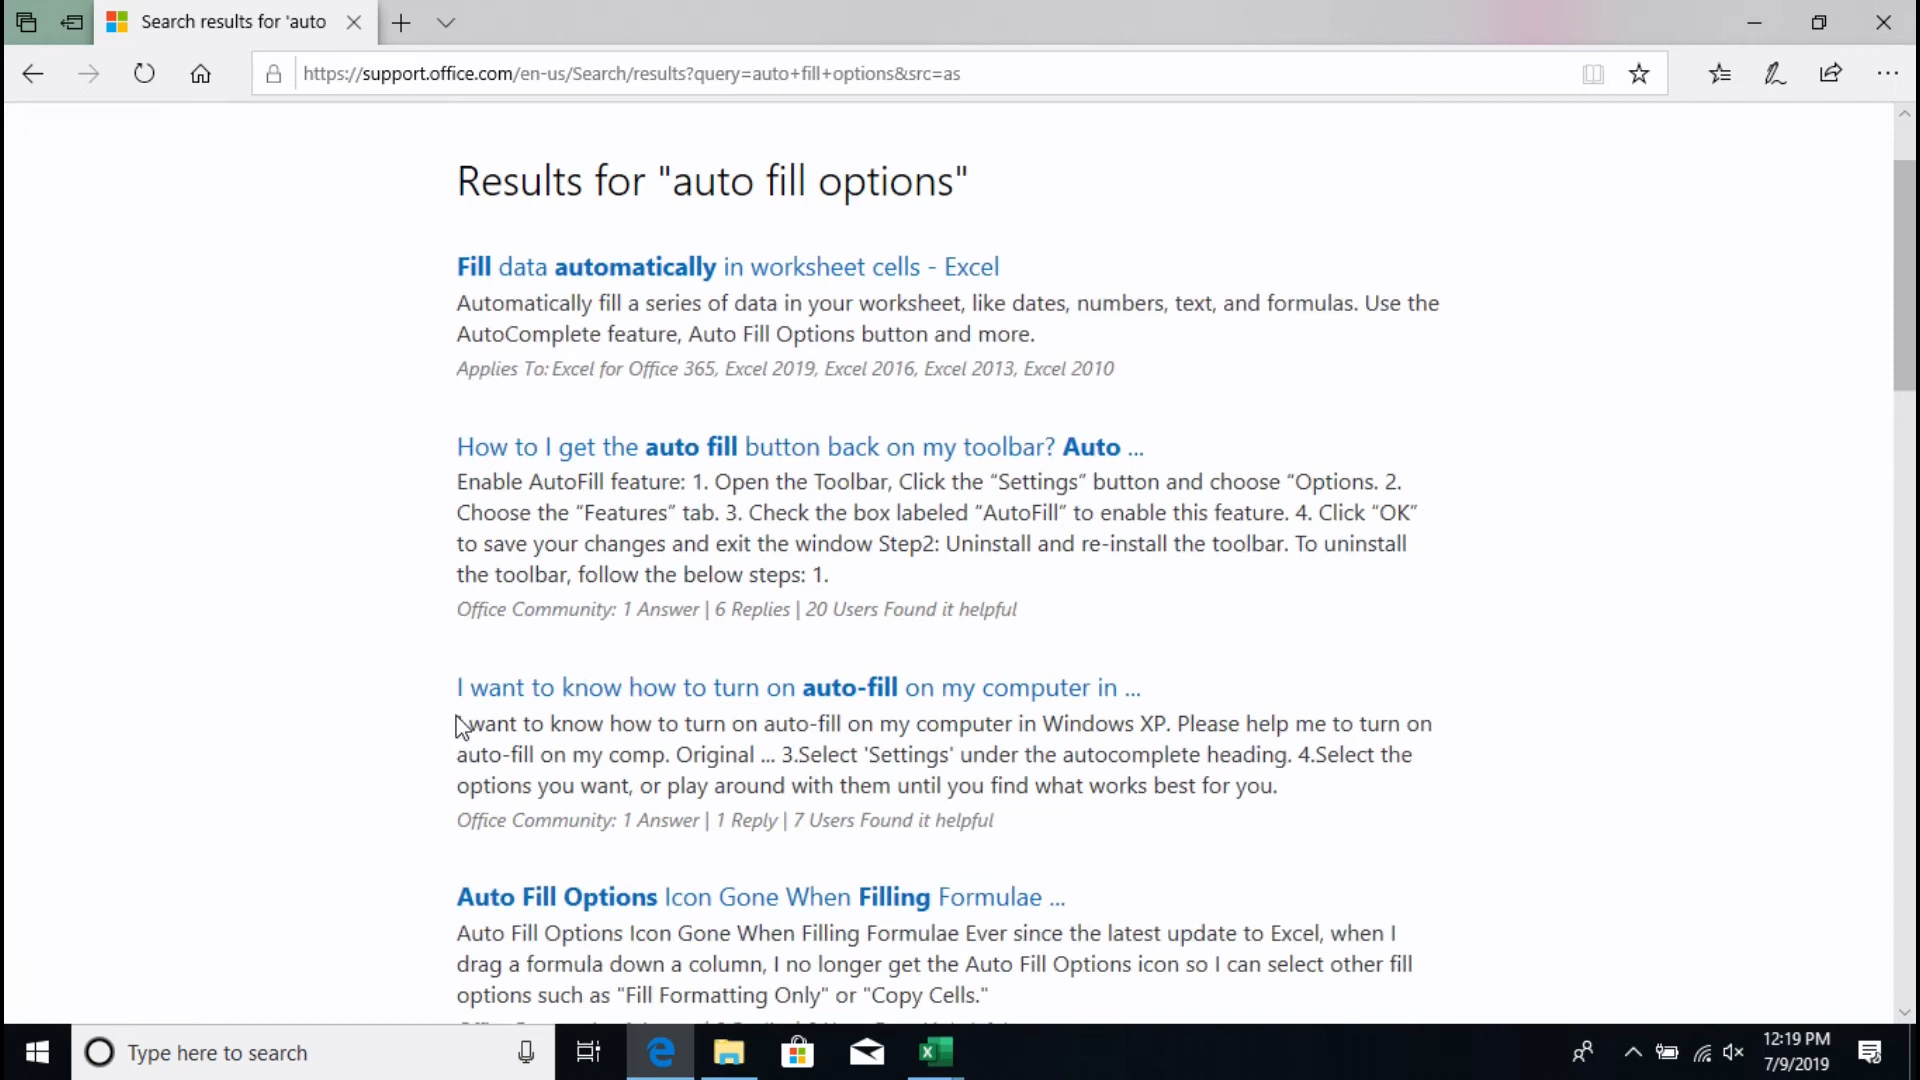 Search results for 'auto
https://support.office.com/en-us/Search/results?query=auto+fill+options&src=as
Results for "auto fill options"
Fill data automatically in worksheet cells - Excel
Automatically fill a series of data in your worksheet, like dates, numbers, text, and formulas. Use the
AutoComplete feature, Auto Fill Options button and more.
Applies To: Excel for Office 365, Excel 2019, Excel 2016, Excel 2013, Excel 2010
How to I get the auto fill button back on my toolbar? Auto ...
Enable AutoFill feature: 1. Open the Toolbar, Click the “Settings” button and choose “Options. 2.
Choose the “Features” tab. 3. Check the box labeled “AutoFill” to enable this feature. 4. Click “OK”
to save your changes and exit the window Step2: Uninstall and re-install the toolbar. To uninstall
the toolbar, follow the below steps: 1.
Office Community: 1 Answer | 6 Replies | 20 Users Found it helpful
I want to know how to turn on auto-fill on my computer in ...
I want to know how to turn on auto-fill on my computer in Windows XP. Please help me to turn on
auto-fill on my comp. Original ... 3.Select 'Settings' under the autocomplete heading. 4.Select the
options you want, or play around with them until you find what works best for you.
Office Community: 1 Answer | 1 Reply | 7 Users Found it helpful
Auto Fill Options Icon Gone When Filling Formulae ...
Auto Fill Options Icon Gone When Filling Formulae Ever since the latest update to Excel, when I
drag a formula down a column, I no longer get the Auto Fill Options icon so I can select other fill
options such as "Fill Formatting Only" or "Copy Cells."
Type here to search
12:19 PM
7/9/2019